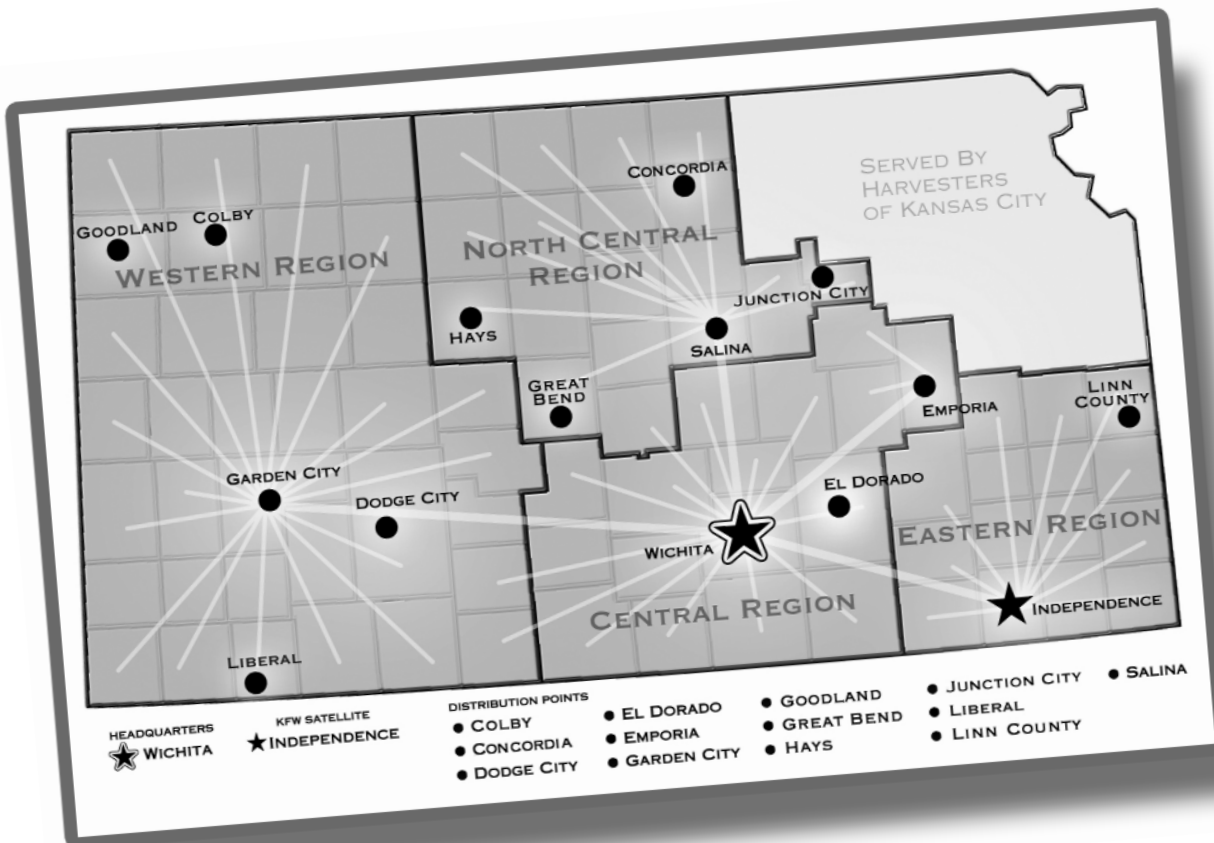 SERVED BY
HARVESTERS
OF KANSAS CITY
CONCORDIA
GOODLAND
COLBY
WESTERN REGION
NORTH CENTRAL
REGION
JUNCTION CITY
HAYS
SALINA
GREAT
BEND
EMPORIA
LINN
COUNTY
GARDEN CITY
DODGE CITY
EL DORADO
WICHITA
EASTERN REGION
CENTRAL REGION
INDEPENDENCE
LIBERAL
HEADQUARTERS
WICHITA
KFW SATELLITE
INDEPENDENCE
DISTRIBUTION POINTS
COLBY
CONCORDIA
DODGE CITY
EL DORADO
EMPORIA
GARDEN CITY
GOODLAND
GREAT BEND
HAYS
JUNCTION CITY
LIBERAL
LINN COUNTY
SALINA